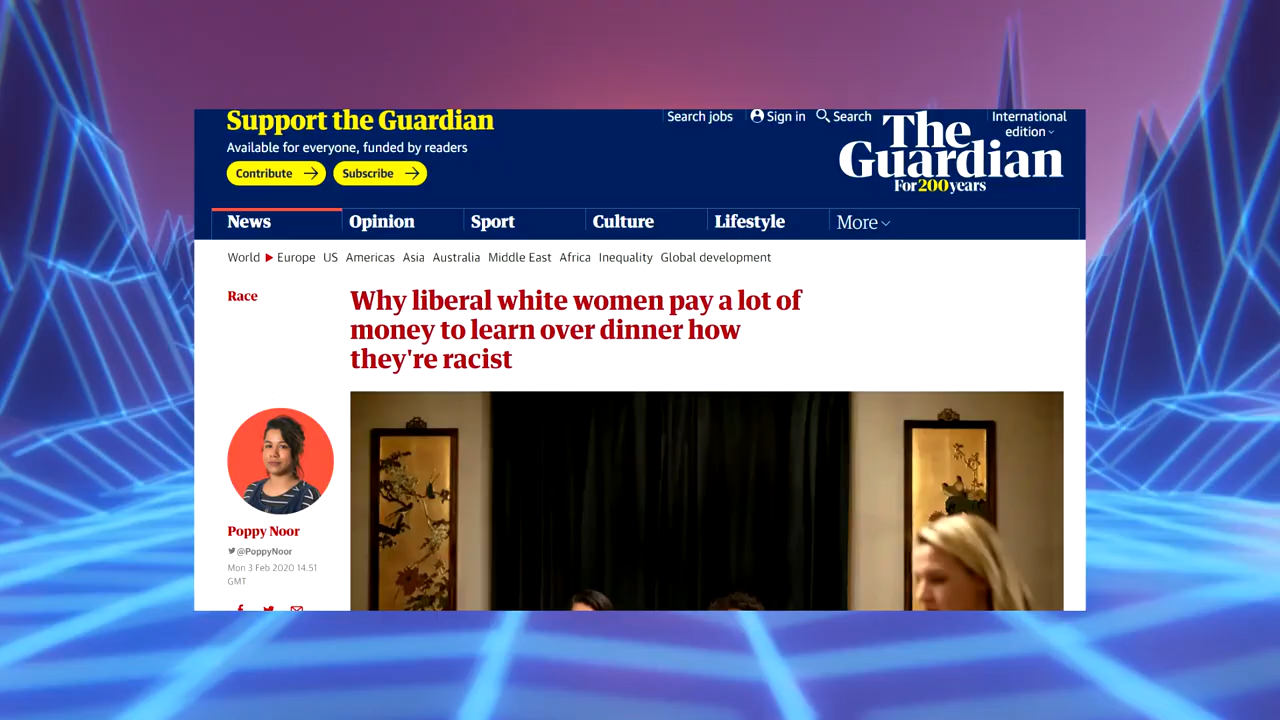 Support the Guardian
Available for everyone, funded by readers
Contribute
Subscribe
Search jobs
Sign in
Search
International
edition
The
Guardian
For 200 years
News
Opinion
Sport
Culture
Lifestyle
More
World
Europe
US
Americas
Asia
Australia
Middle East
Africa
Inequality
Global development
Race
Why liberal white women pay a lot of
money to learn over dinner how
they're racist
Poppy Noor
@PoppyNoor
Mon 3 Feb 2020 14.51
GMT